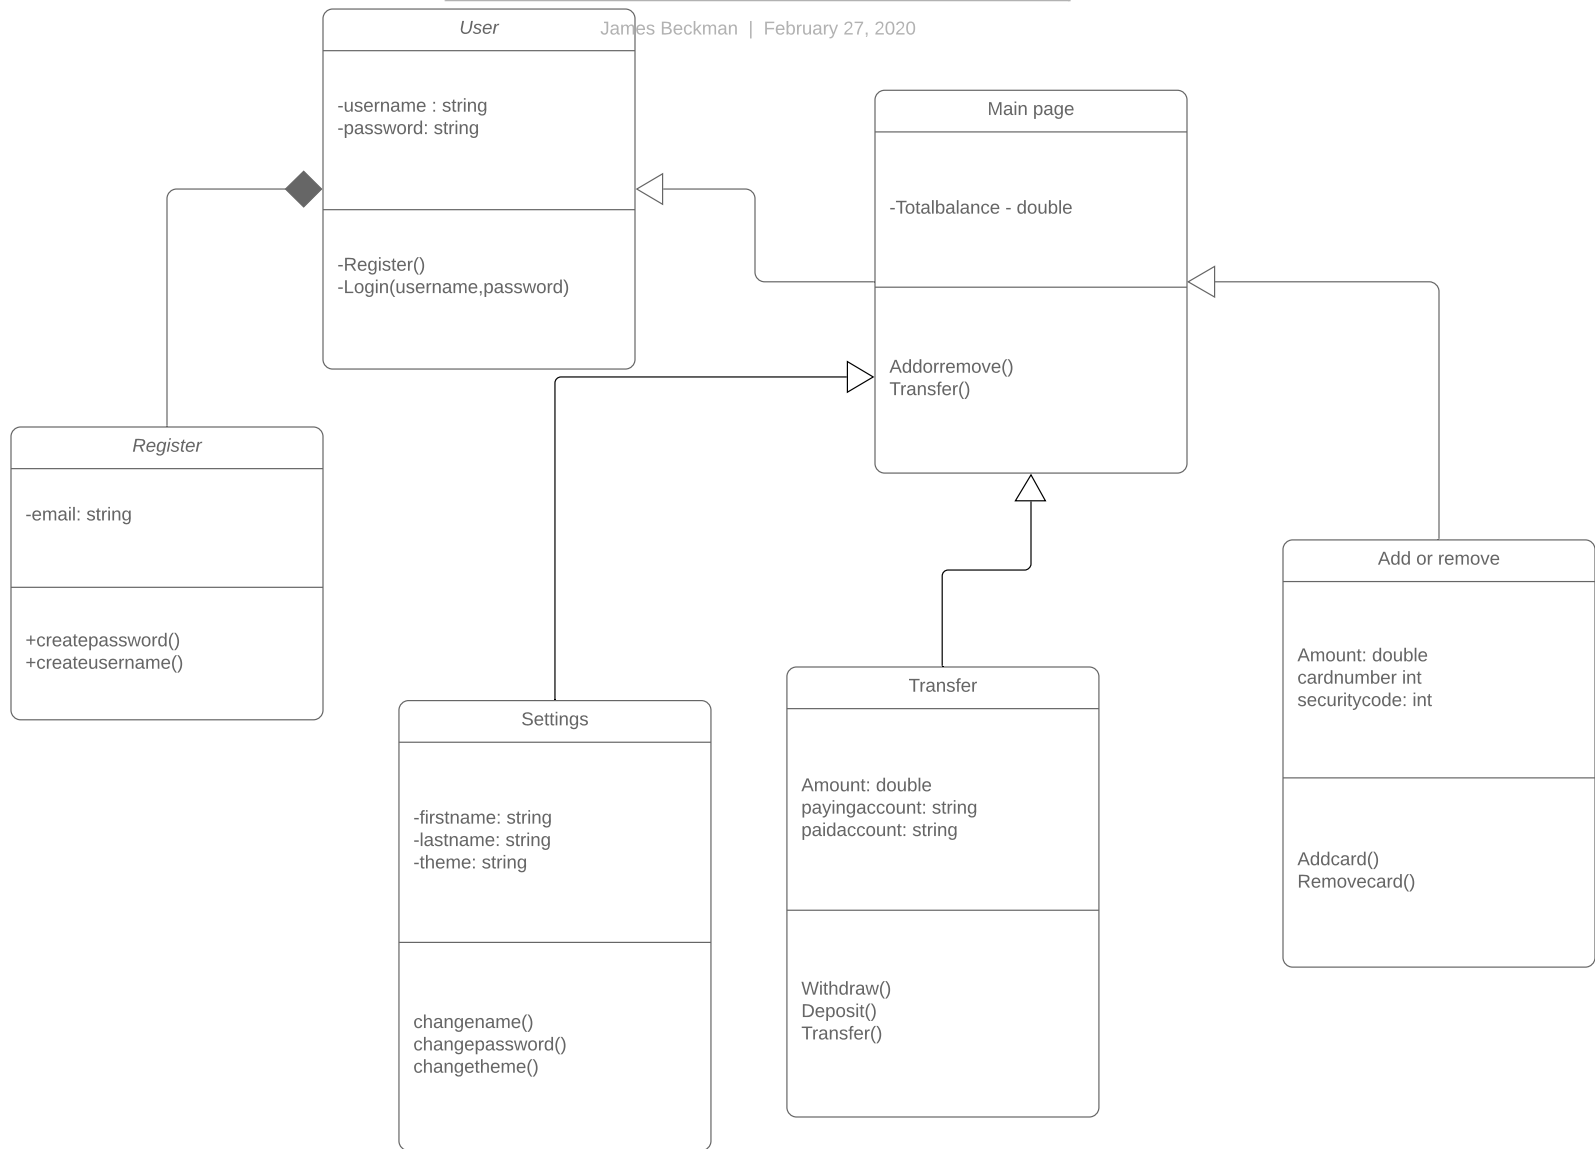 User
James Beckman | February 27, 2020
-username : string
-password: string
-Register()
-Login(username,password)
Main page
-Totalbalance - double
Addorremove()
Transfer()
Register
-email: string
+createpassword()
+createusername()
Settings
-firstname: string
-lastname: string
-theme: string
changename()
changepassword()
changetheme()
Transfer
Amount: double
payingaccount: string
paidaccount: string
Withdraw()
Deposit()
Transfer()
Add or remove
Amount: double
cardnumber int
securitycode: int
Addcard()
Removecard()